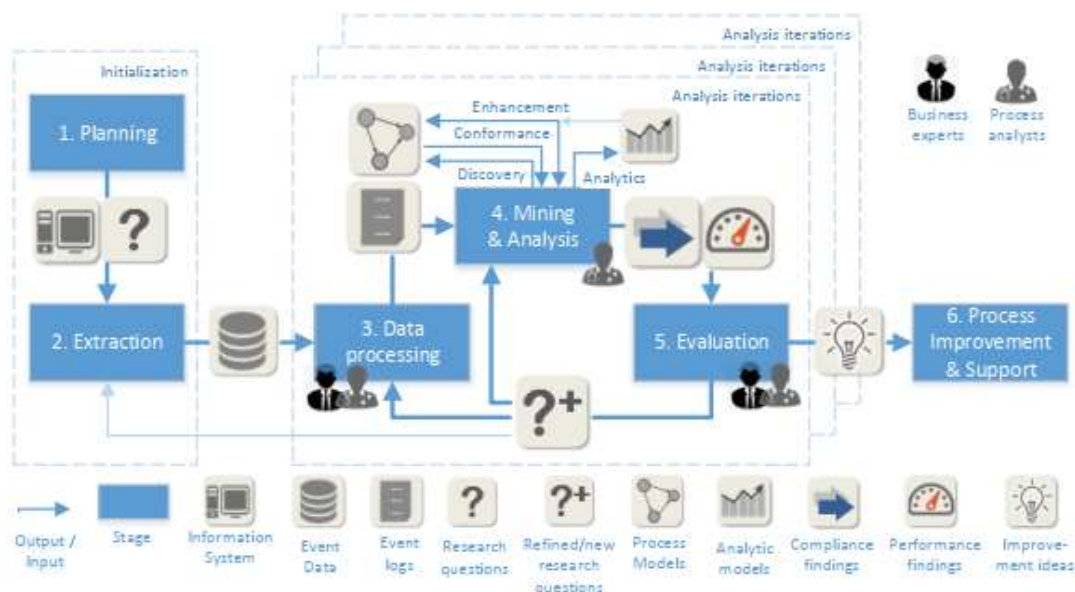 Analysis iterations
Analysis iterations
Initialization
Analysis iterations
1. Planning
Enhancement
Conformance
Discovery
Analytics
Business
experts
Process
analysts
?
4. Mining
& Analysis
2. Extraction
3. Data
processing
5. Evaluation
6. Process
Improvement
& Support
?+
?
?+
Output /
Input
Stage
Information
System
Event
Data
Event
logs
Research
questions
Refined/new
research
questions
Process
Models
Analytic
models
Compliance
findings
Performance
findings
Improve-
ment ideas